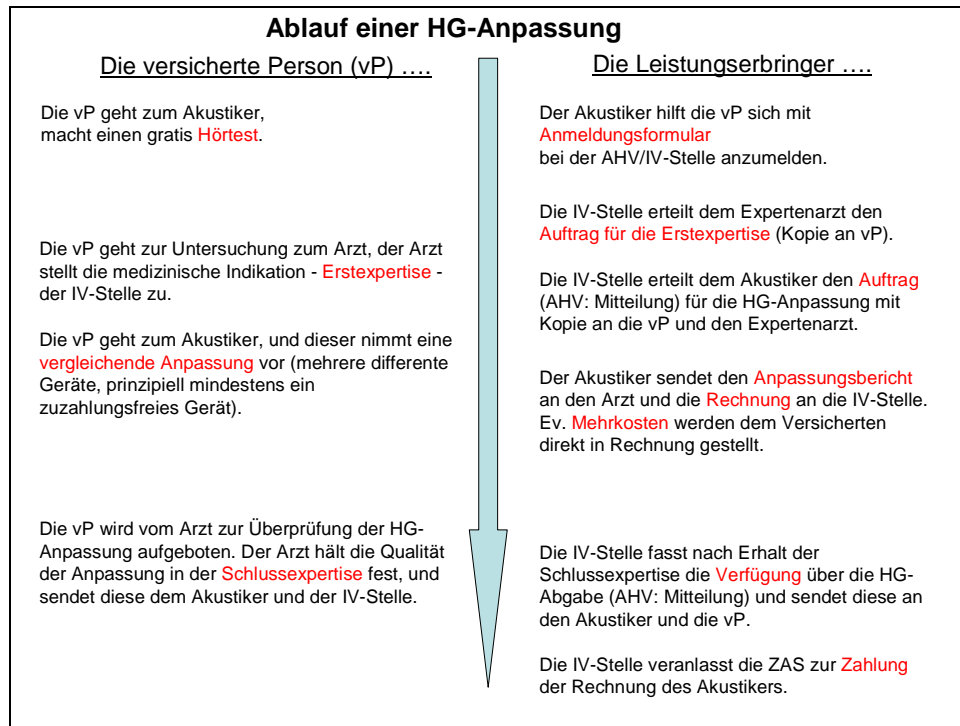 Ablauf einer HG-Anpassung
Die versicherte Person (vP) ….
Die vP geht zum Akustiker,
macht einen gratis Hörtest.
Die vP geht zur Untersuchung zum Arzt, der Arzt
stellt die medizinische Indikation - Erstexpertise -
der IV-Stelle zu.
Die vP geht zum Akustiker, und dieser nimmt eine
vergleichende Anpassung vor (mehrere differente
Geräte, prinzipiell mindestens ein
zuzahlungsfreies Gerät).
Die vP wird vom Arzt zur Überprüfung der HG-
Anpassung aufgeboten. Der Arzt hält die Qualität
der Anpassung in der Schlussexpertise fest, und
sendet diese dem Akustiker und der IV-Stelle.
Die Leistungserbringer ….
Der Akustiker hilft die vP sich mit
Anmeldungsformular
bei der AHV/IV-Stelle anzumelden.
Die IV-Stelle erteilt dem Expertenarzt den
Auftrag für die Erstexpertise (Kopie an vP).
Die IV-Stelle erteilt dem Akustiker den Auftrag
(AHV: Mitteilung) für die HG-Anpassung mit
Kopie an die vP und den Expertenarzt.
Der Akustiker sendet den Anpassungsbericht
an den Arzt und die Rechnung an die IV-Stelle.
Ev. Mehrkosten werden dem Versicherten
direkt in Rechnung gestellt.
Die IV-Stelle fasst nach Erhalt der
Schlussexpertise die Verfügung über die HG-
Abgabe (AHV: Mitteilung) und sendet diese an
den Akustiker und die vP.
Die IV-Stelle veranlasst die ZAS zur Zahlung
der Rechnung des Akustikers.